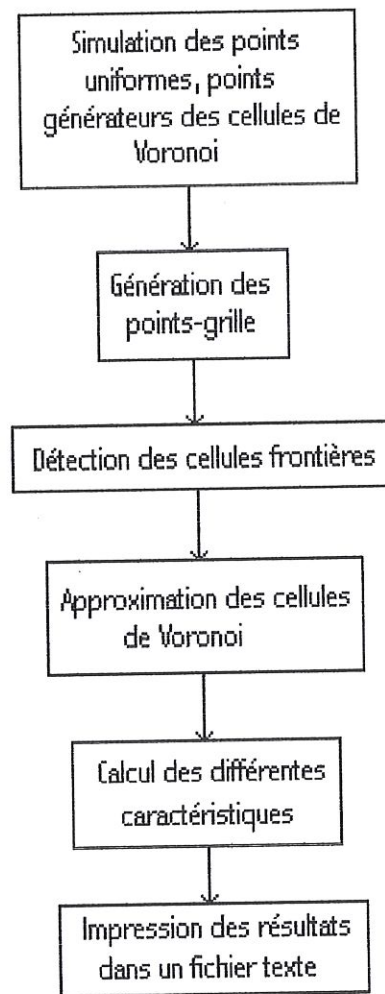 Simulation des points
uniformes, points
générateurs des cellules de
Voronoi
Génération des
points-grille
Détection des cellules frontières
Approximation des cellules
de Voronoi
Calcul des différentes
caractéristiques
Impression des résultats
dans un fichier texte